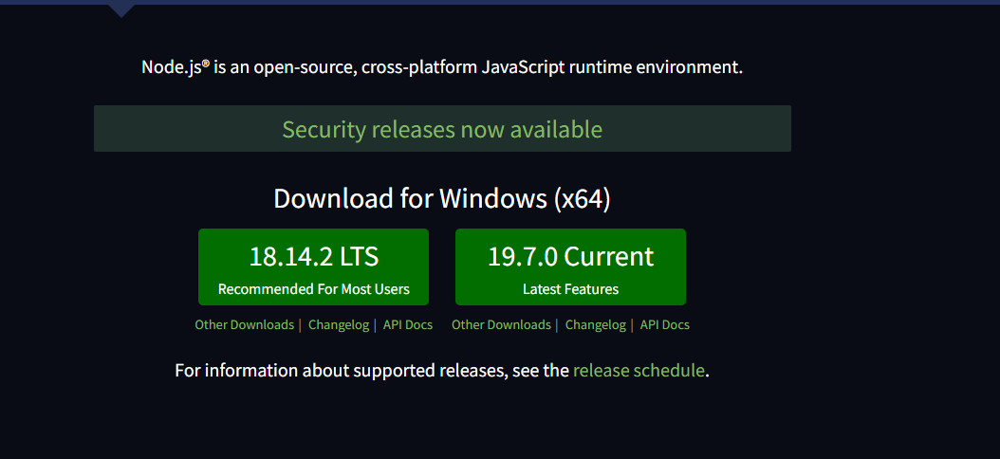 Node.js® is an open-source, cross-platform JavaScript runtime environment.
Security releases now available
Download for Windows (x64)
18.14.2 LTS
Recommended For Most Users
19.7.0 Current
Latest Features
Other Downloads | Changelog | API Docs
Other Downloads | Changelog | API Docs
For information about supported releases, see the release schedule.